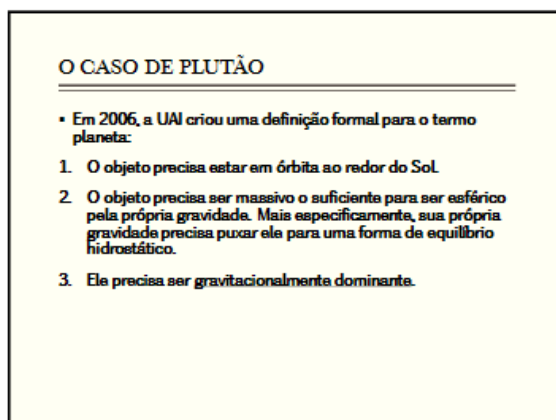 O CASO DE PLUTÃO
▪ Em 2006, a UAI criou uma definição formal para o termo
planeta:
1. O objeto precisa estar em órbita ao redor do Sol.
2. O objeto precisa ser massivo o suficiente para ser esférico
pela própria gravidade. Mais especificamente, sua própria
gravidade precisa puxar ele para uma forma de equilíbrio
hidrostático.
3. Ele precisa ser gravitacionalmente dominante.